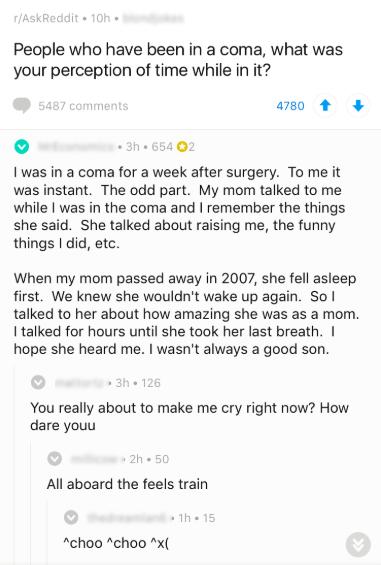 r/AskReddit • 10h •
People who have been in a coma, what was
your perception of time while in it?
5487 comments 4780
• 3h • 654 2
I was in a coma for a week after surgery. To me it
was instant. The odd part. My mom talked to me
while I was in the coma and I remember the things
she said. She talked about raising me, the funny
things I did, etc.
When my mom passed away in 2007, she fell asleep
first. We knew she wouldn't wake up again. So I
talked to her about how amazing she was as a mom.
I talked for hours until she took her last breath. I
hope she heard me. I wasn't always a good son.
• 3h • 126
You really about to make me cry right now? How
dare youu
• 2h • 50
All aboard the feels train
• 1h • 15
^choo ^choo ^x(